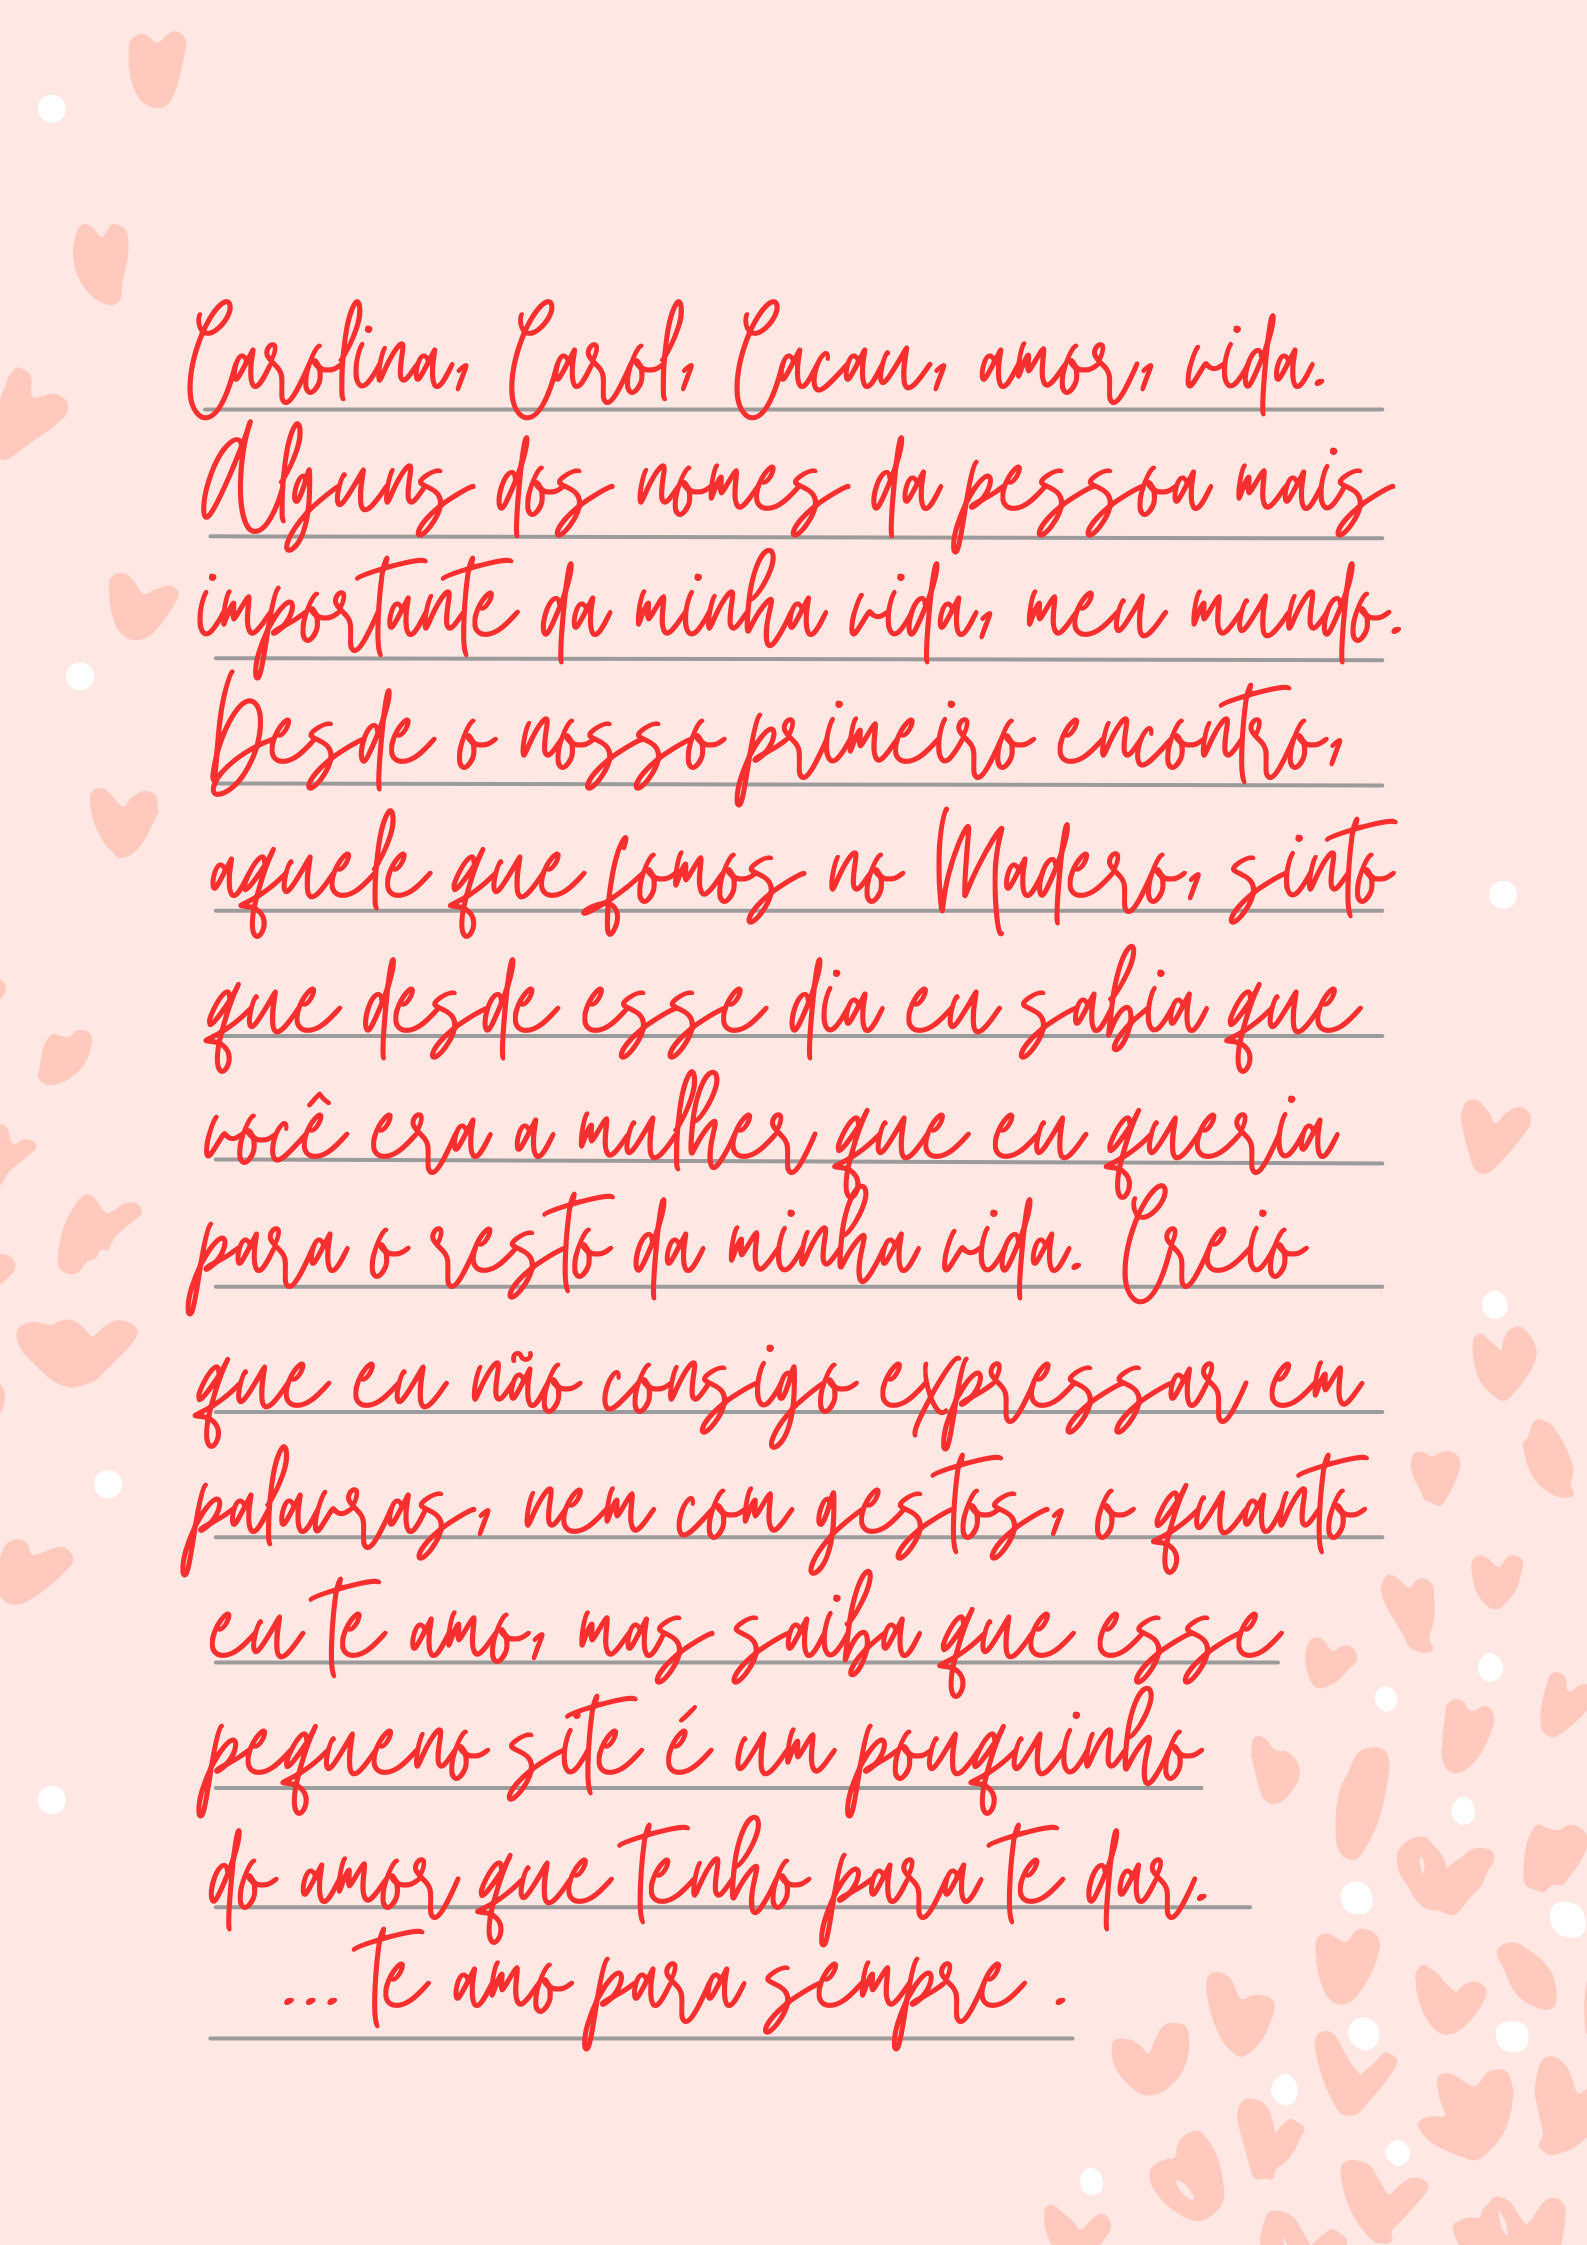 Carolina, Carol, Cacau, amor, vida.
Alguns dos nomes da pessoa mais
importante da minha vida, meu mundo.
Desde o nosso primeiro encontro,
aquele que fomos no Madero, sinto
que desde esse dia eu sabia que
você era a mulher que eu queria
para o resto da minha vida. Creio
que eu não consigo expressar em
palavras, nem com gestos, o quanto
eu te amo, mas saiba que esse
pequeno site é um pouquinho
do amor que tenho para te dar.
... te amo para sempre .